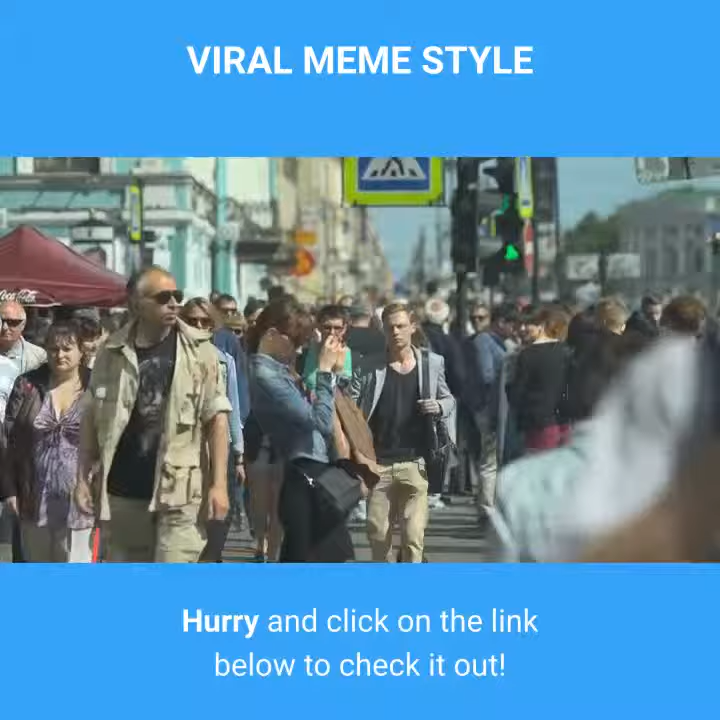 VIRAL MEME STYLE
Coca-Cola
Hurry and click on the link
below to check it out!